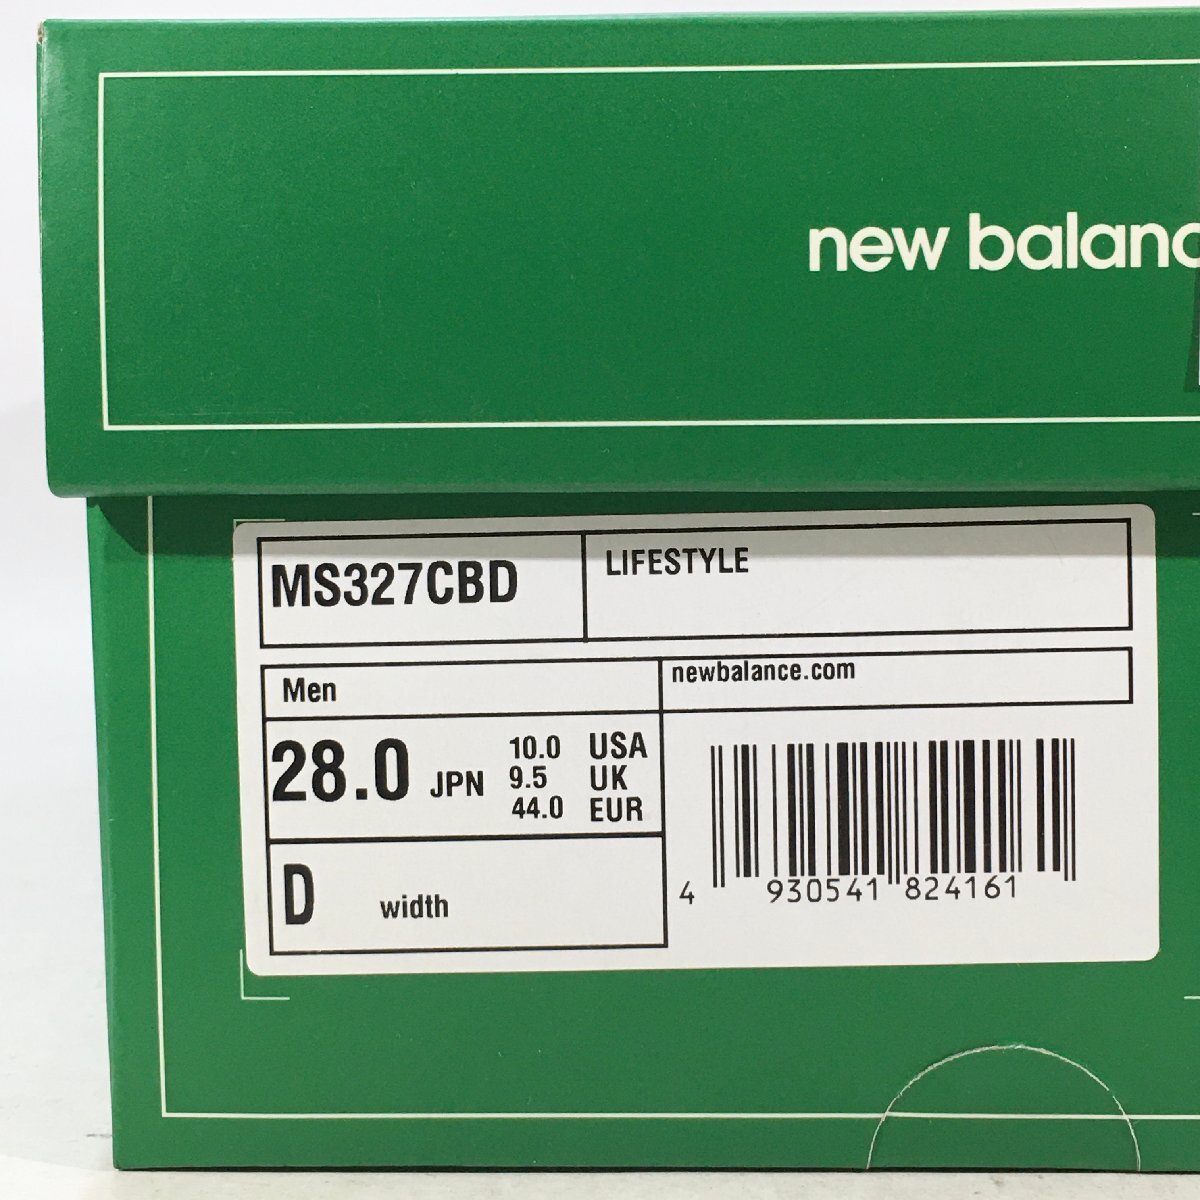 new balanc
MS327CBD
LIFESTYLE
Men
newbalance.com
28.0 JPN
10.0 USA
9.5 UK
44.0 EUR
D width
4 930541 824161